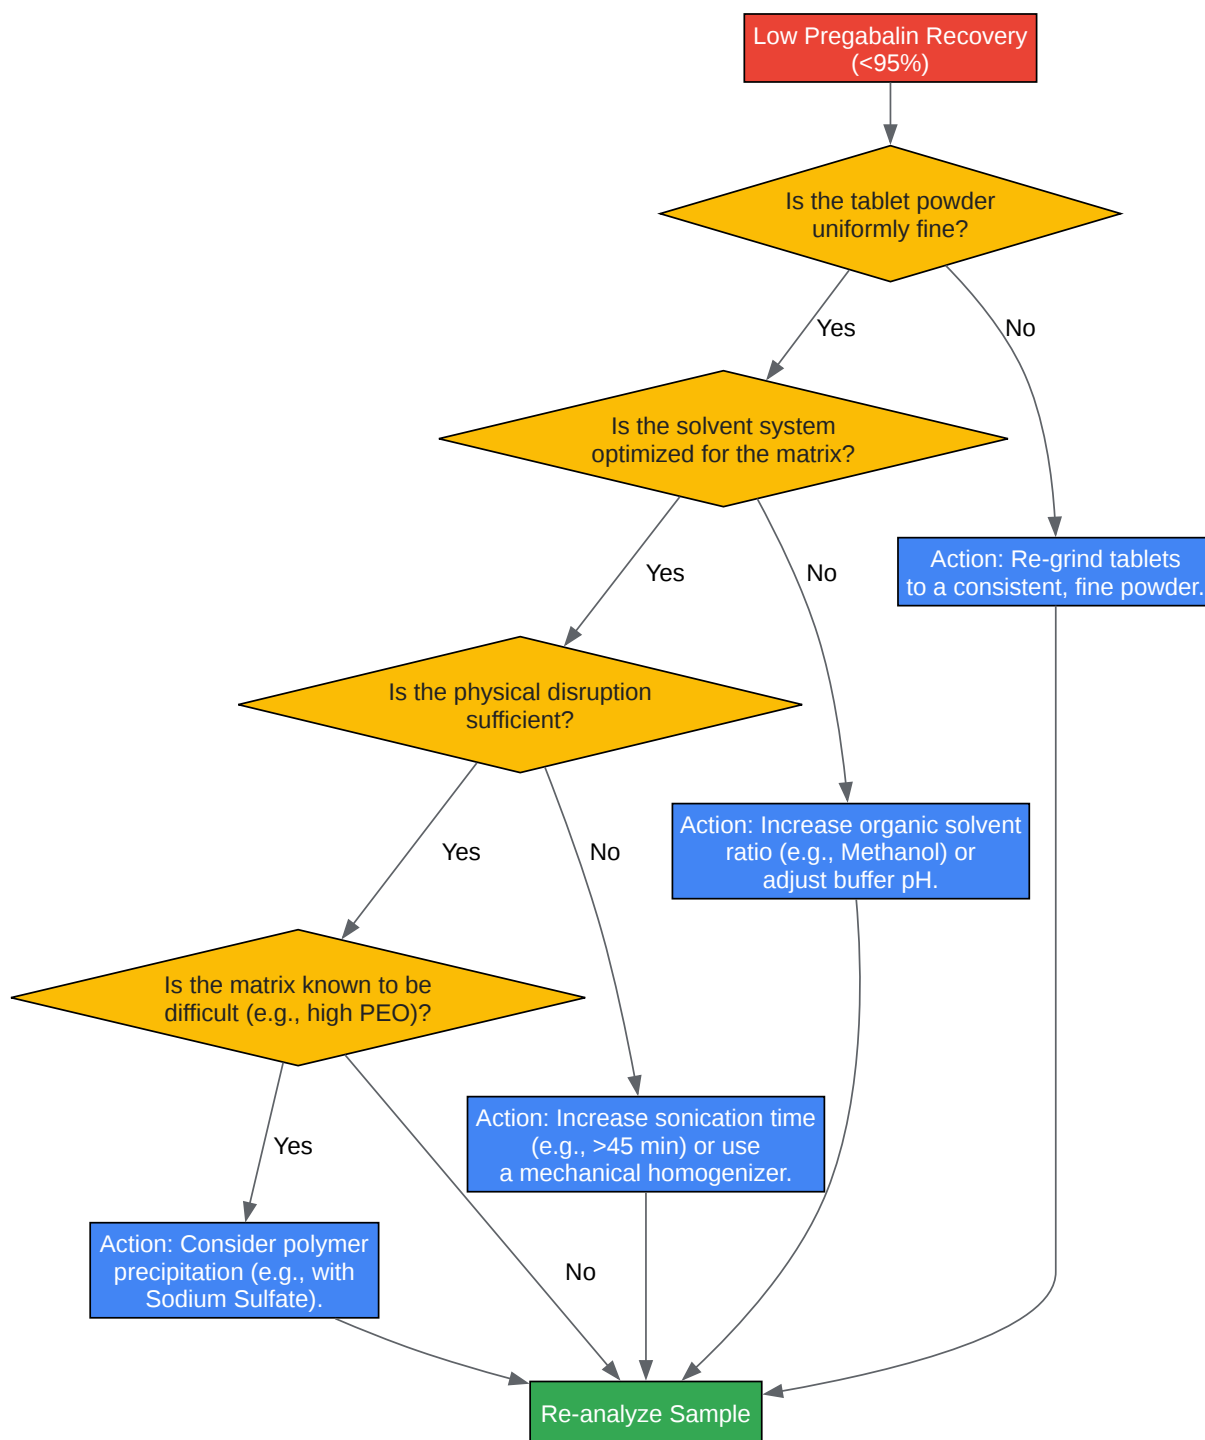 Low Pregabalin Recovery
(<95%)
Is the tablet powder
uniformly fine?
Yes
No
Is the solvent system
optimized for the matrix?
Yes
No
Action: Re-grind tablets
to a consistent, fine powder.
Is the physical disruption
sufficient?
Yes
No
Action: Increase organic solvent
ratio (e.g., Methanol) or
adjust buffer pH.
Is the matrix known to be
difficult (e.g., high PEO)?
Yes
No
Action: Increase sonication time
(e.g., >45 min) or use
a mechanical homogenizer.
Action: Consider polymer
precipitation (e.g., with
Sodium Sulfate).
Re-analyze Sample